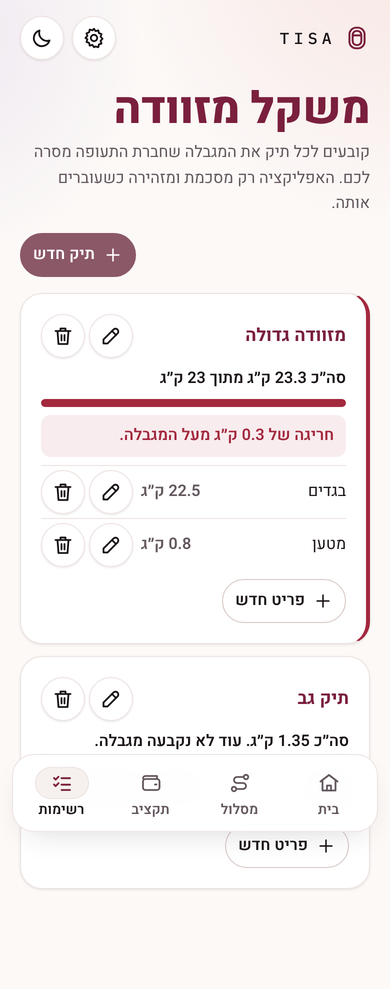 TISA
משקל מזוודה
קובעים לכל תיק את המגבלה שחברת התעופה מסרה
לכם. האפליקציה רק מסכמת ומזהירה כשעוברים
אותה.
תיק חדש
מזוודה גדולה
סה״כ 23.3 ק״ג מתוך 23 ק״ג
חריגה של 0.3 ק״ג מעל המגבלה.
בגדים 22.5 ק״ג
מטען 0.8 ק״ג
פריט חדש
תיק גב
סה״כ 1.35 ק״ג. עוד לא נקבעה מגבלה.
בית מסלול תקציב רשימות
פריט חדש